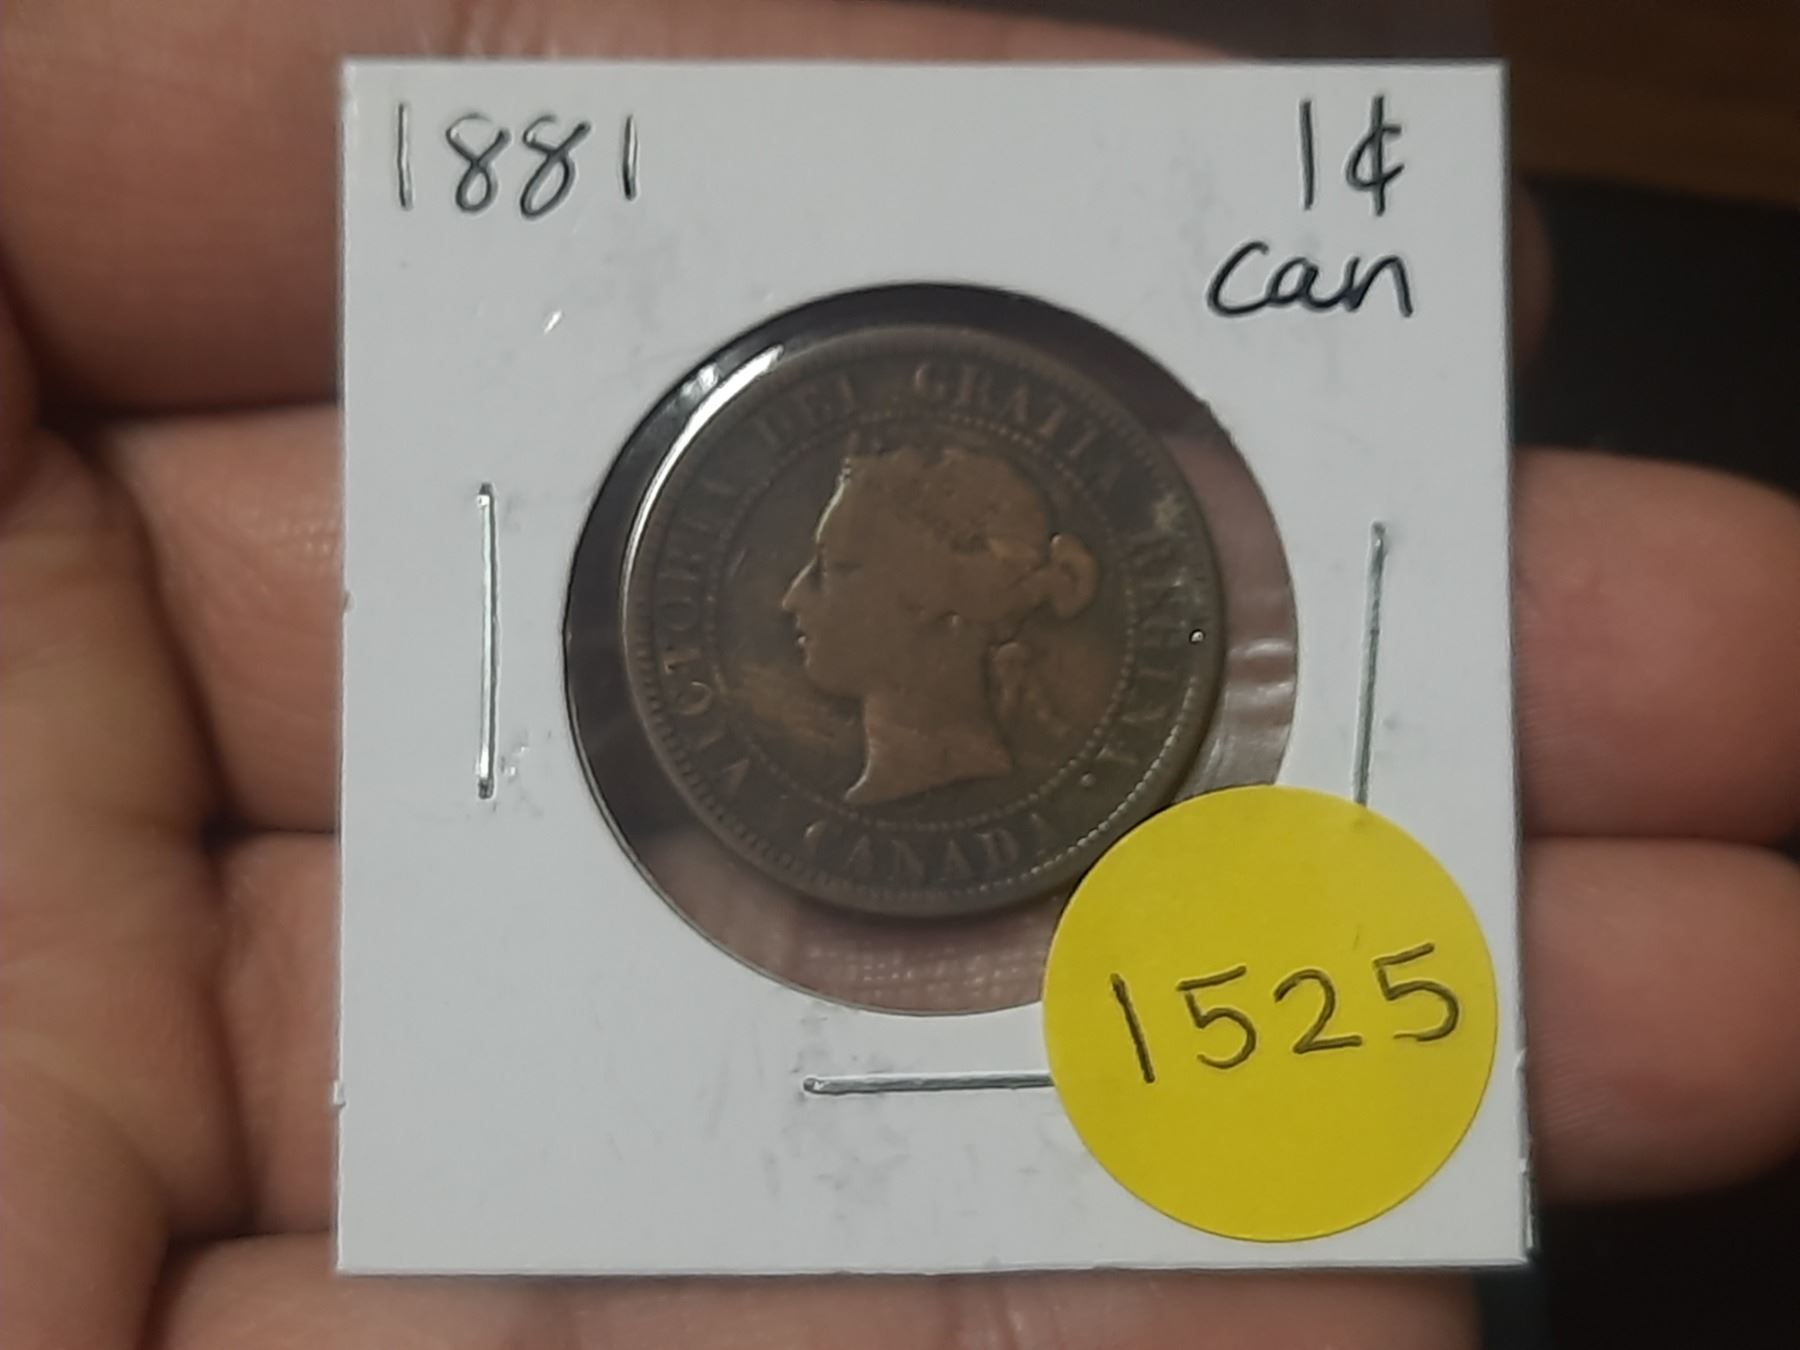 1881
1¢
can
VICTORIA DEI GRATIA REGINA •
CANADA
1525